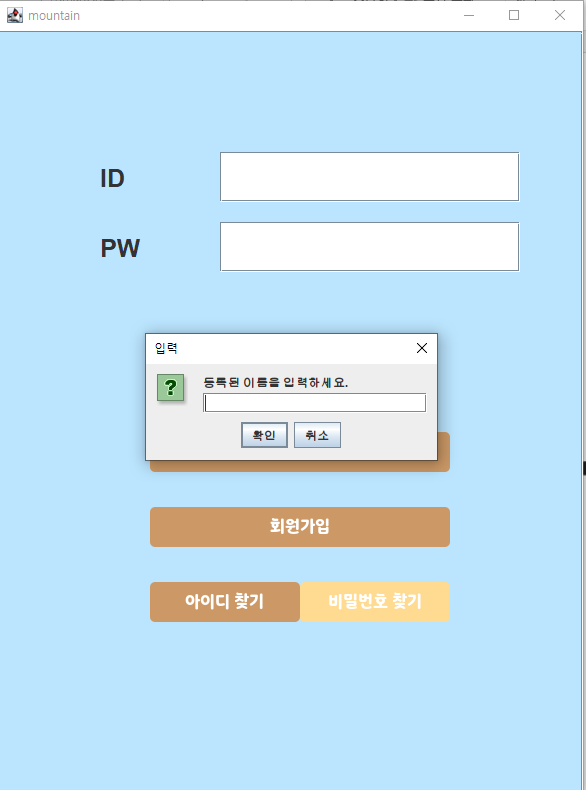 mountain
ID
PW
입력
?
등록된 이름을 입력하세요.
확인 취소
회원가입
아이디 찾기 비밀번호 찾기